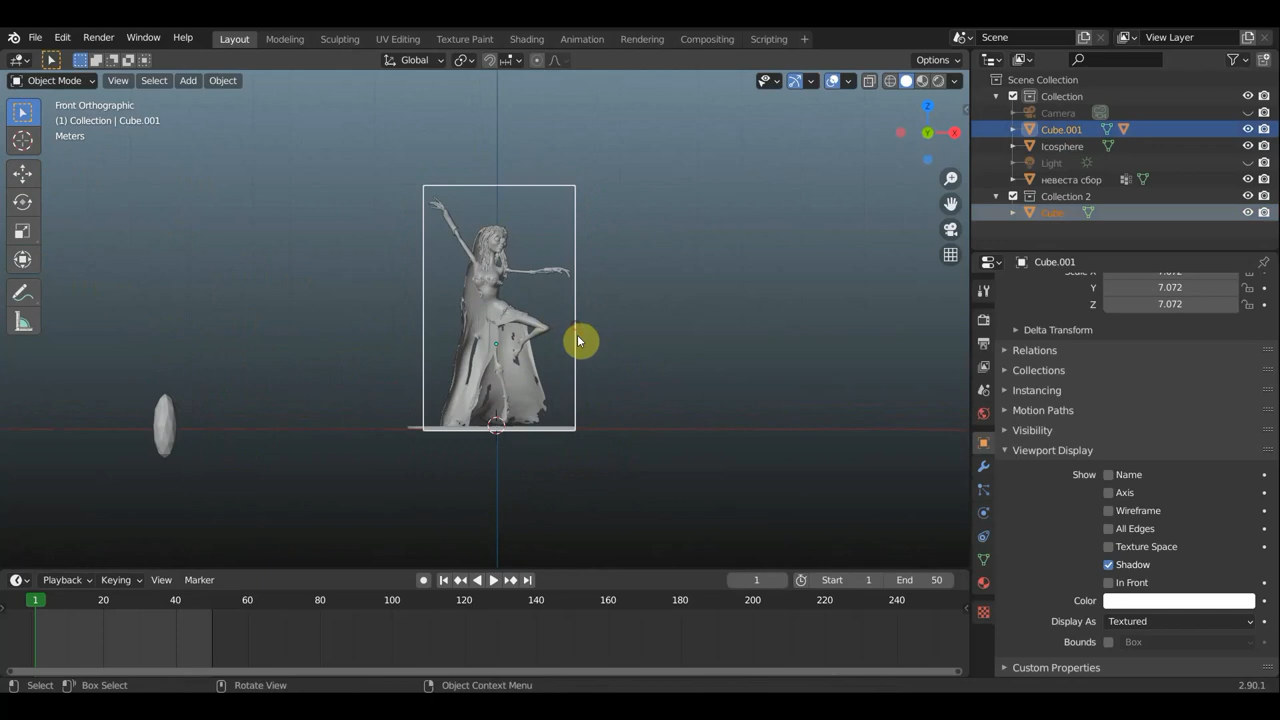 File Edit Render Window Help Layout Modeling Sculpting UV Editing Texture Paint Shading Animation Rendering Compositing Scripting + Scene View Layer
Global Options
Object Mode View Select Add Object
Front Orthographic
(1) Collection | Cube.001
Meters
Z
Y
X
Scene Collection
Collection
Camera
Cube.001
Icosphere
Light
невеста сбор
Collection 2
Cube
Cube.001
Y 7.072
Z 7.072
Delta Transform
Relations
Collections
Instancing
Motion Paths
Visibility
Viewport Display
Show Name
Axis
Wireframe
All Edges
Texture Space
Shadow
In Front
Color
Display As Textured
Bounds Box
Custom Properties
Playback Keying View Marker 1 Start 1 End 50
1 20 40 60 80 100 120 140 160 180 200 220 240
Select Box Select Rotate View Object Context Menu 2.90.1